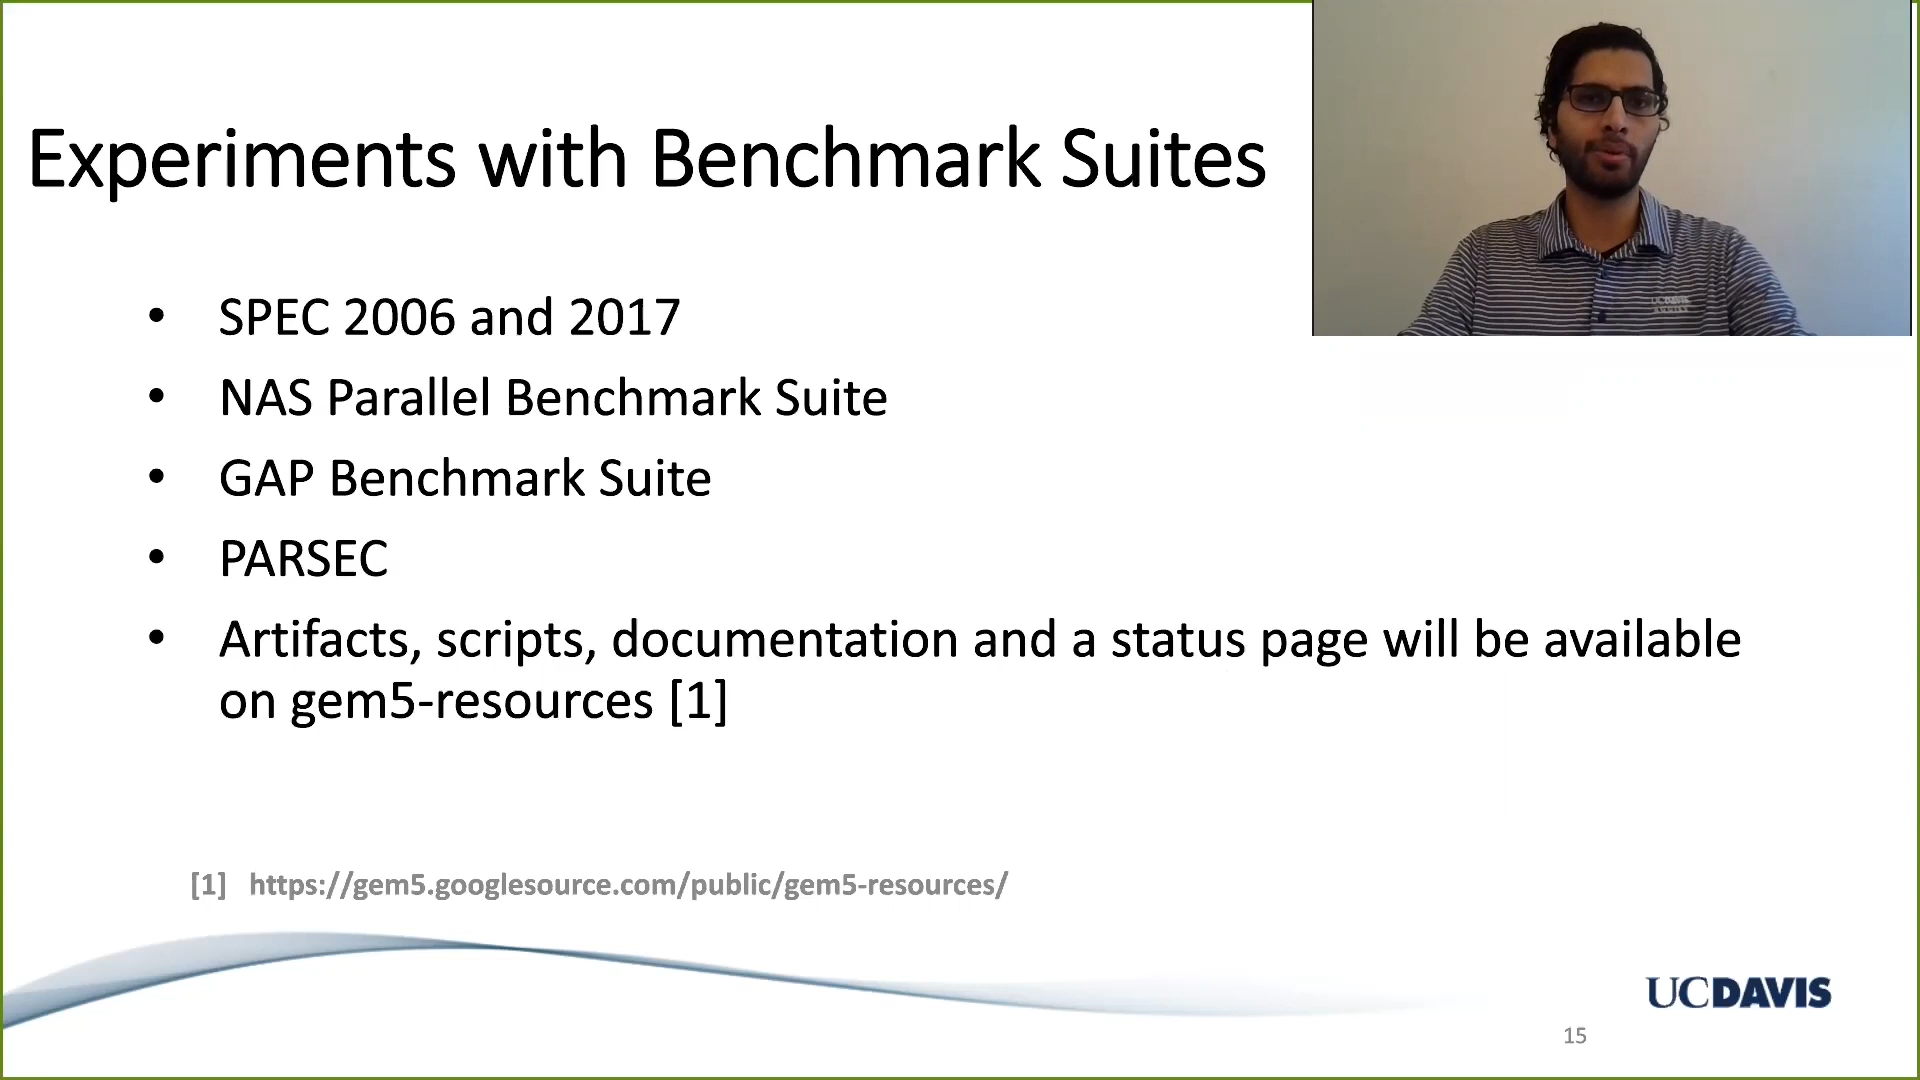 Experiments with Benchmark Suites
• SPEC 2006 and 2017
• NAS Parallel Benchmark Suite
• GAP Benchmark Suite
• PARSEC
• Artifacts, scripts, documentation and a status page will be available
on gem5-resources [1]
[1] https://gem5.googlesource.com/public/gem5-resources/
UCDAVIS
15